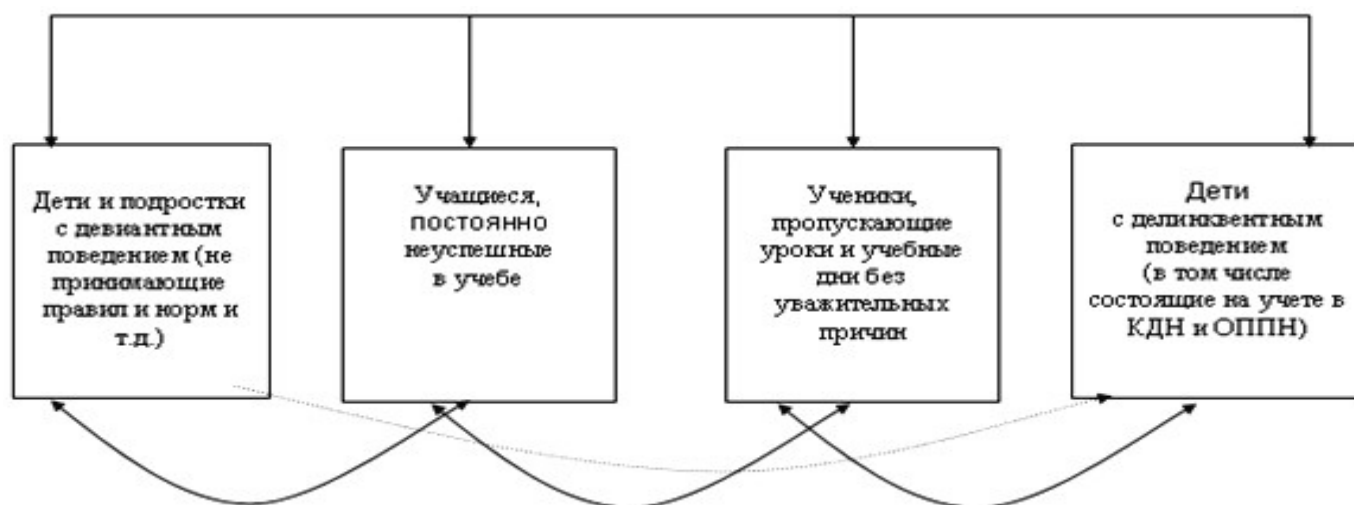 Дети и подростки
с девиантным
поведением (не
принимающие
правил и норм и
т.д.)
Учащиеся,
постоянно
неуспешные
в учебе
Ученики,
пропускающие
уроки и учебные
дни без
уважительных
причин
Дети
с делинквентным
поведением
(в том числе
состоящие на учете в
КДН и ОППН)